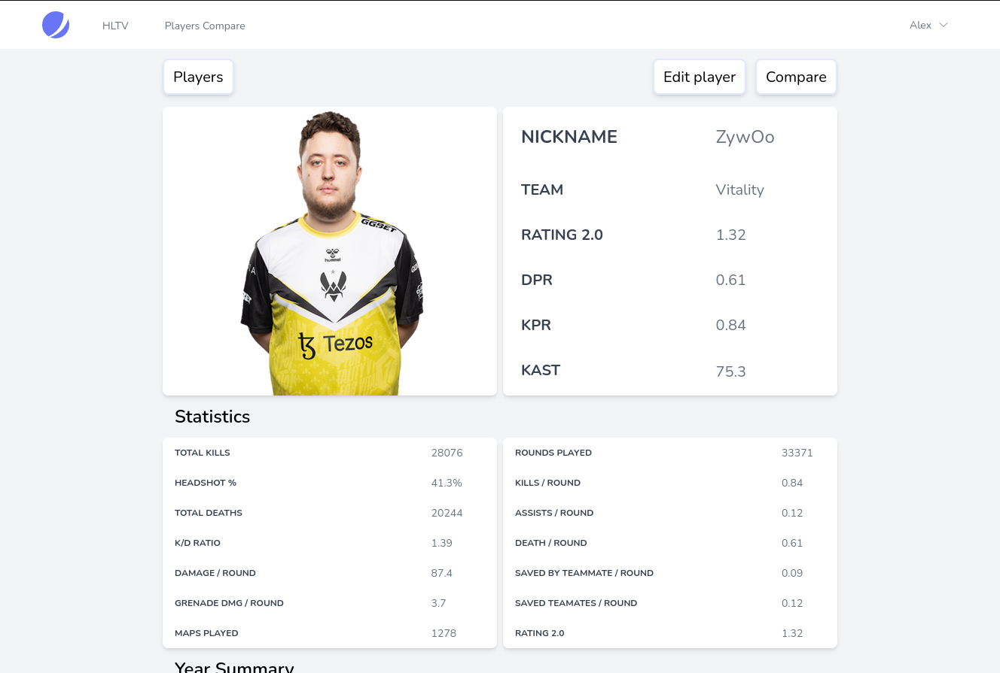 HLTV Players Compare Alex
Players Edit player Compare
GG.BET
hummel
Tezos
NICKNAME ZywOo
TEAM Vitality
RATING 2.0 1.32
DPR 0.61
KPR 0.84
KAST 75.3
Statistics
TOTAL KILLS 28076
HEADSHOT % 41.3%
TOTAL DEATHS 20244
K/D RATIO 1.39
DAMAGE / ROUND 87.4
GRENADE DMG / ROUND 3.7
MAPS PLAYED 1278
ROUNDS PLAYED 33371
KILLS / ROUND 0.84
ASSISTS / ROUND 0.12
DEATH / ROUND 0.61
SAVED BY TEAMMATE / ROUND 0.09
SAVED TEAMATES / ROUND 0.12
RATING 2.0 1.32
Year Summary